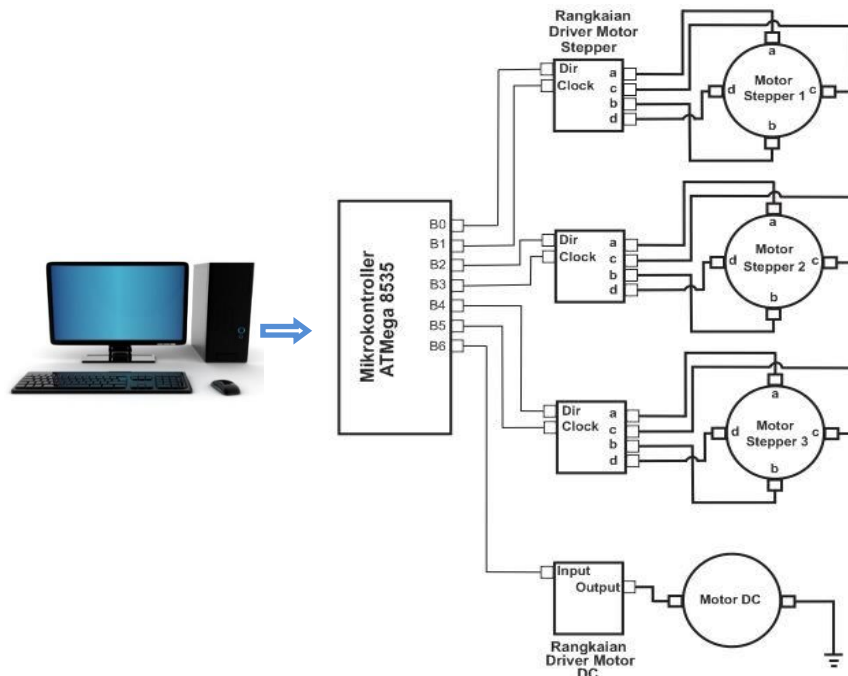 Rangkaian
Driver Motor
Stepper
Dir
Clock
a
c
b
d
a
d
Motor
Stepper 1
c
b
Mikrokontroller
ATMega 8535
B0
B1
B2
B3
B4
B5
B6
Dir
Clock
a
c
b
d
a
d
Motor
Stepper 2
c
b
Dir
Clock
a
c
b
d
a
d
Motor
Stepper 3
c
b
Input
Output
Motor DC
Rangkaian
Driver Motor
DC